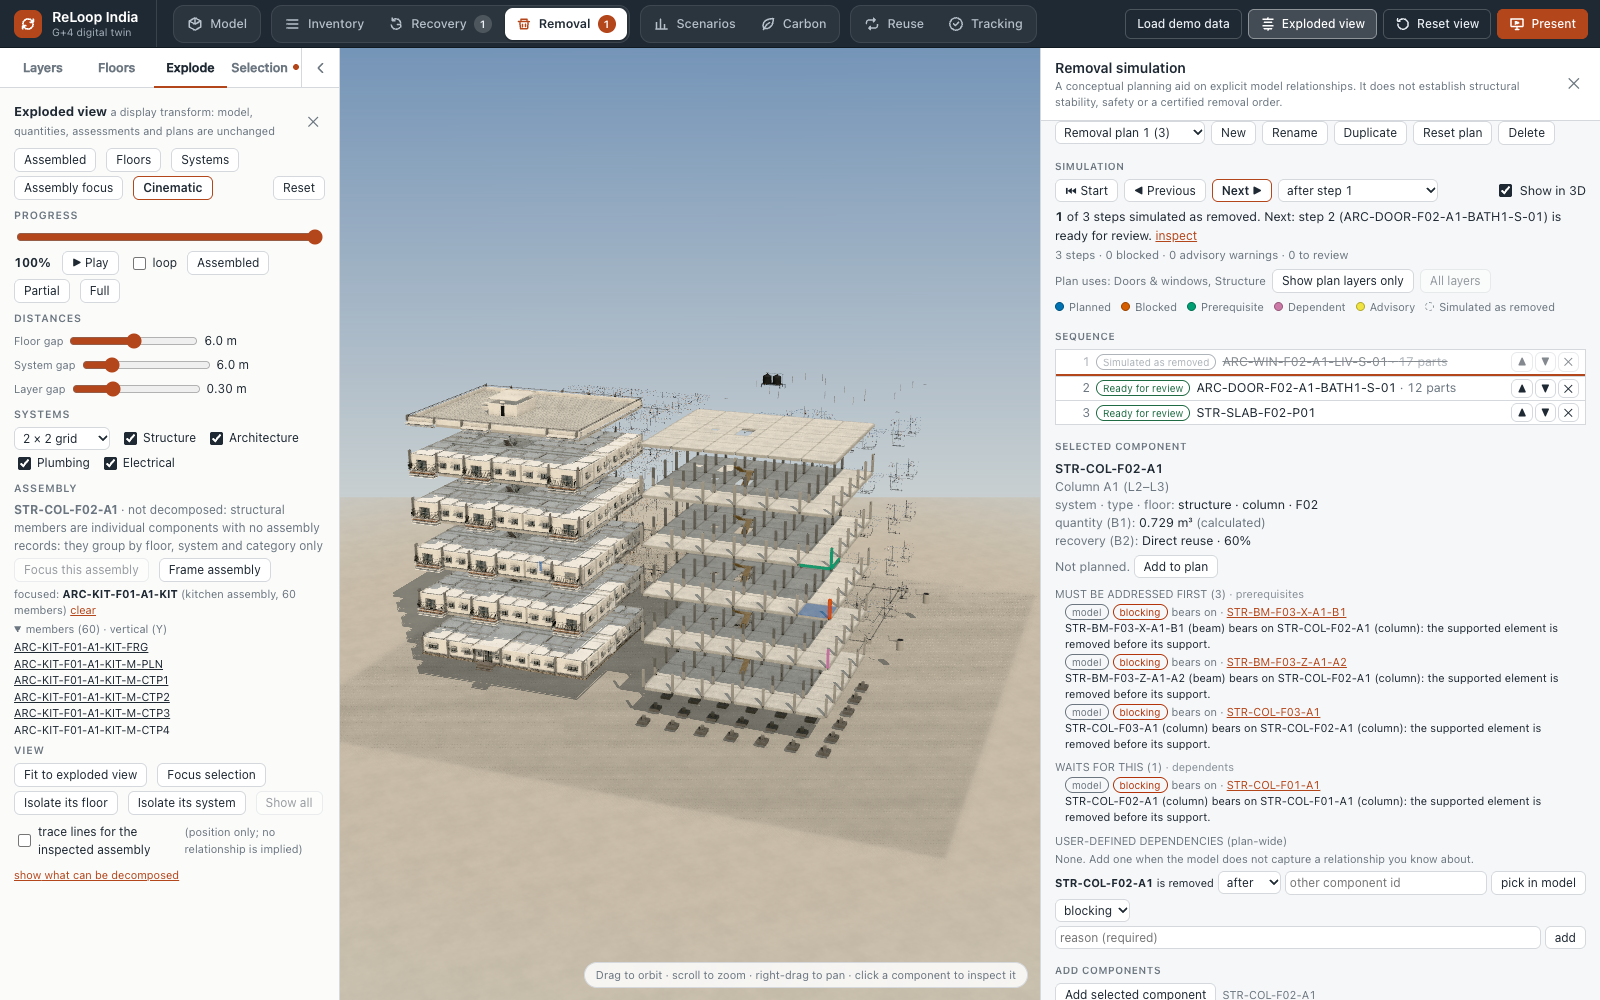 ReLoop India
G+4 digital twin
Model
Inventory
Recovery 1
Removal 1
Scenarios
Carbon
Reuse
Tracking
Load demo data
Exploded view
Reset view
Present
Layers
Floors
Explode
Selection
Exploded view a display transform: model,
quantities, assessments and plans are unchanged
Assembled
Floors
Systems
Assembly focus
Cinematic
Reset
PROGRESS
100%
Play
loop
Assembled
Partial
Full
DISTANCES
Floor gap 6.0 m
System gap 6.0 m
Layer gap 0.30 m
SYSTEMS
2 × 2 grid
Structure
Architecture
Plumbing
Electrical
ASSEMBLY
STR-COL-F02-A1 · not decomposed: structural
members are individual components with no assembly
records: they group by floor, system and category only
Focus this assembly
Frame assembly
focused: ARC-KIT-F01-A1-KIT (kitchen assembly, 60
members) clear
▼ members (60) · vertical (Y)
ARC-KIT-F01-A1-KIT-FRG
ARC-KIT-F01-A1-KIT-M-PLN
ARC-KIT-F01-A1-KIT-M-CTP1
ARC-KIT-F01-A1-KIT-M-CTP2
ARC-KIT-F01-A1-KIT-M-CTP3
ARC-KIT-F01-A1-KIT-M-CTP4
VIEW
Fit to exploded view
Focus selection
Isolate its floor
Isolate its system
Show all
trace lines for the
inspected assembly
(position only; no
relationship is implied)
show what can be decomposed
Drag to orbit · scroll to zoom · right-drag to pan · click a component to inspect it
Removal simulation
A conceptual planning aid on explicit model relationships. It does not establish structural
stability, safety or a certified removal order.
Removal plan 1 (3)
New
Rename
Duplicate
Reset plan
Delete
SIMULATION
Start
Previous
Next
after step 1
Show in 3D
1 of 3 steps simulated as removed. Next: step 2 (ARC-DOOR-F02-A1-BATH1-S-01) is
ready for review. inspect
3 steps · 0 blocked · 0 advisory warnings · 0 to review
Plan uses: Doors & windows, Structure
Show plan layers only
All layers
Planned
Blocked
Prerequisite
Dependent
Advisory
Simulated as removed
SEQUENCE
1 Simulated as removed ARC-WIN-F02-A1-LIV-S-01 · 17 parts
2 Ready for review ARC-DOOR-F02-A1-BATH1-S-01 · 12 parts
3 Ready for review STR-SLAB-F02-P01
SELECTED COMPONENT
STR-COL-F02-A1
Column A1 (L2–L3)
system · type · floor: structure · column · F02
quantity (B1): 0.729 m³ (calculated)
recovery (B2): Direct reuse · 60%
Not planned.
Add to plan
MUST BE ADDRESSED FIRST (3) · prerequisites
model blocking bears on · STR-BM-F03-X-A1-B1
STR-BM-F03-X-A1-B1 (beam) bears on STR-COL-F02-A1 (column): the supported element is
removed before its support.
model blocking bears on · STR-BM-F03-Z-A1-A2
STR-BM-F03-Z-A1-A2 (beam) bears on STR-COL-F02-A1 (column): the supported element is
removed before its support.
model blocking bears on · STR-COL-F03-A1
STR-COL-F03-A1 (column) bears on STR-COL-F02-A1 (column): the supported element is
removed before its support.
WAITS FOR THIS (1) · dependents
model blocking bears on · STR-COL-F01-A1
STR-COL-F02-A1 (column) bears on STR-COL-F01-A1 (column): the supported element is
removed before its support.
USER-DEFINED DEPENDENCIES (plan-wide)
None. Add one when the model does not capture a relationship you know about.
STR-COL-F02-A1 is removed
after
other component id
pick in model
blocking
reason (required)
add
ADD COMPONENTS
Add selected component STR-COL-F02-A1